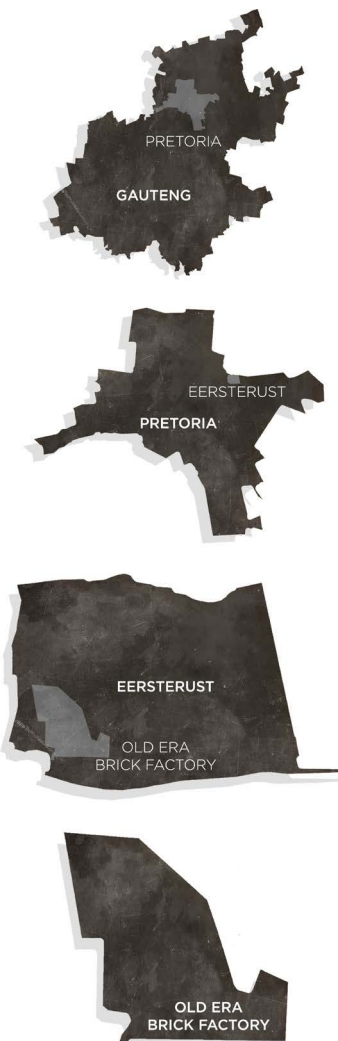 PRETORIA
GAUTENG
EERSTERUST
PRETORIA
EERSTERUST
OLD ERA
BRICK FACTORY
OLD ERA
BRICK FACTORY